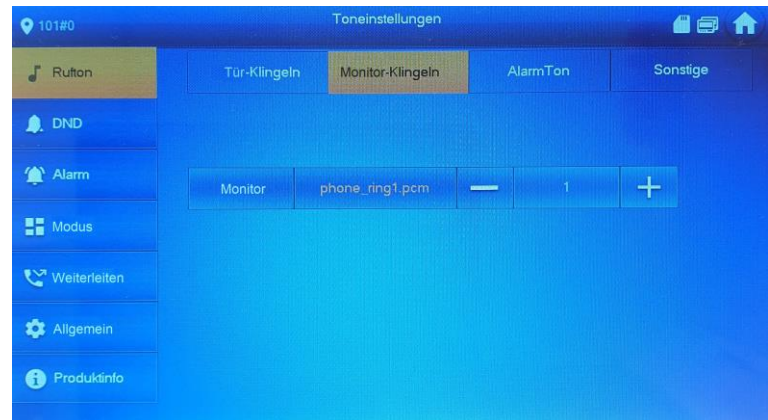 101#0
Toneinstellungen
Rufton
Tür-Klingeln
Monitor-Klingeln
AlarmTon
Sonstige
DND
Alarm
Monitor
phone_ring1.pcm
1
Modus
Weiterleiten
Allgemein
Produktinfo